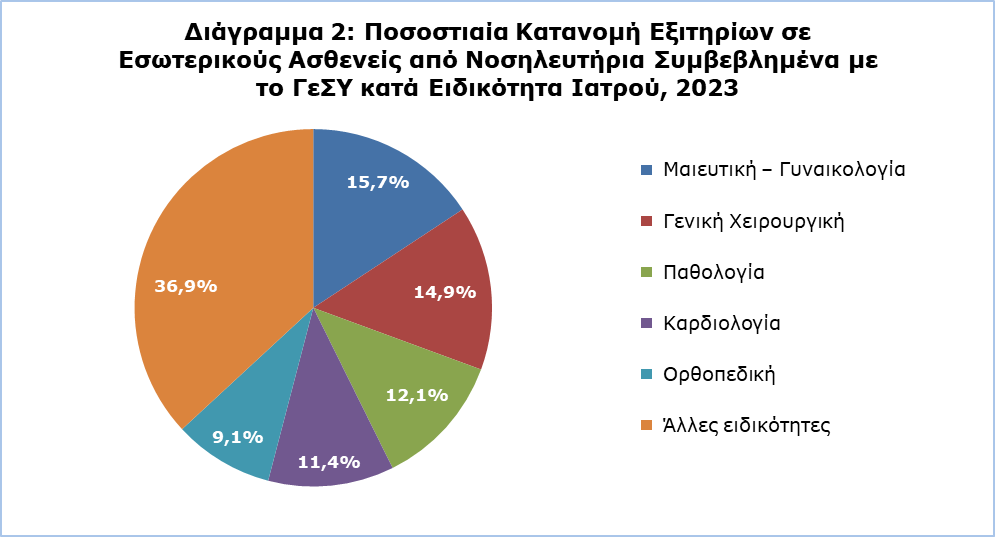 Διάγραμμα 2: Ποσοστιαία Κατανομή Εξιτηρίων σε
Εσωτερικούς Ασθενείς από Νοσηλευτήρια Συμβεβλημένα με
το ΓεΣΥ κατά Ειδικότητα Ιατρού, 2023
15,7%
14,9%
12,1%
11,4%
9,1%
36,9%
Μαιευτική – Γυναικολογία
Γενική Χειρουργική
Παθολογία
Καρδιολογία
Ορθοπεδική
Άλλες ειδικότητες